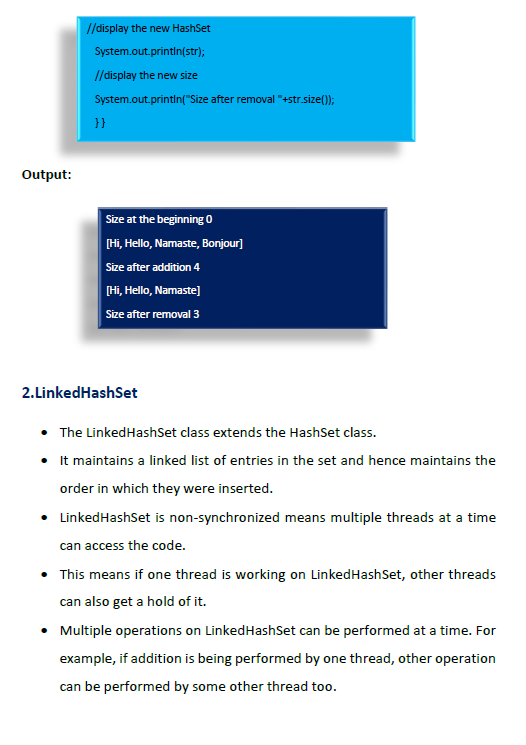 //display the new HashSet
System.out.println(str);
//display the new size
System.out.println("Size after removal "+str.size());
}}
Output:
Size at the beginning 0
[Hi, Hello, Namaste, Bonjour]
Size after addition 4
[Hi, Hello, Namaste]
Size after removal 3
2.LinkedHashSet
• The LinkedHashSet class extends the HashSet class.
• It maintains a linked list of entries in the set and hence maintains the
order in which they were inserted.
• LinkedHashSet is non-synchronized means multiple threads at a time
can access the code.
• This means if one thread is working on LinkedHashSet, other threads
can also get a hold of it.
• Multiple operations on LinkedHashSet can be performed at a time. For
example, if addition is being performed by one thread, other operation
can be performed by some other thread too.